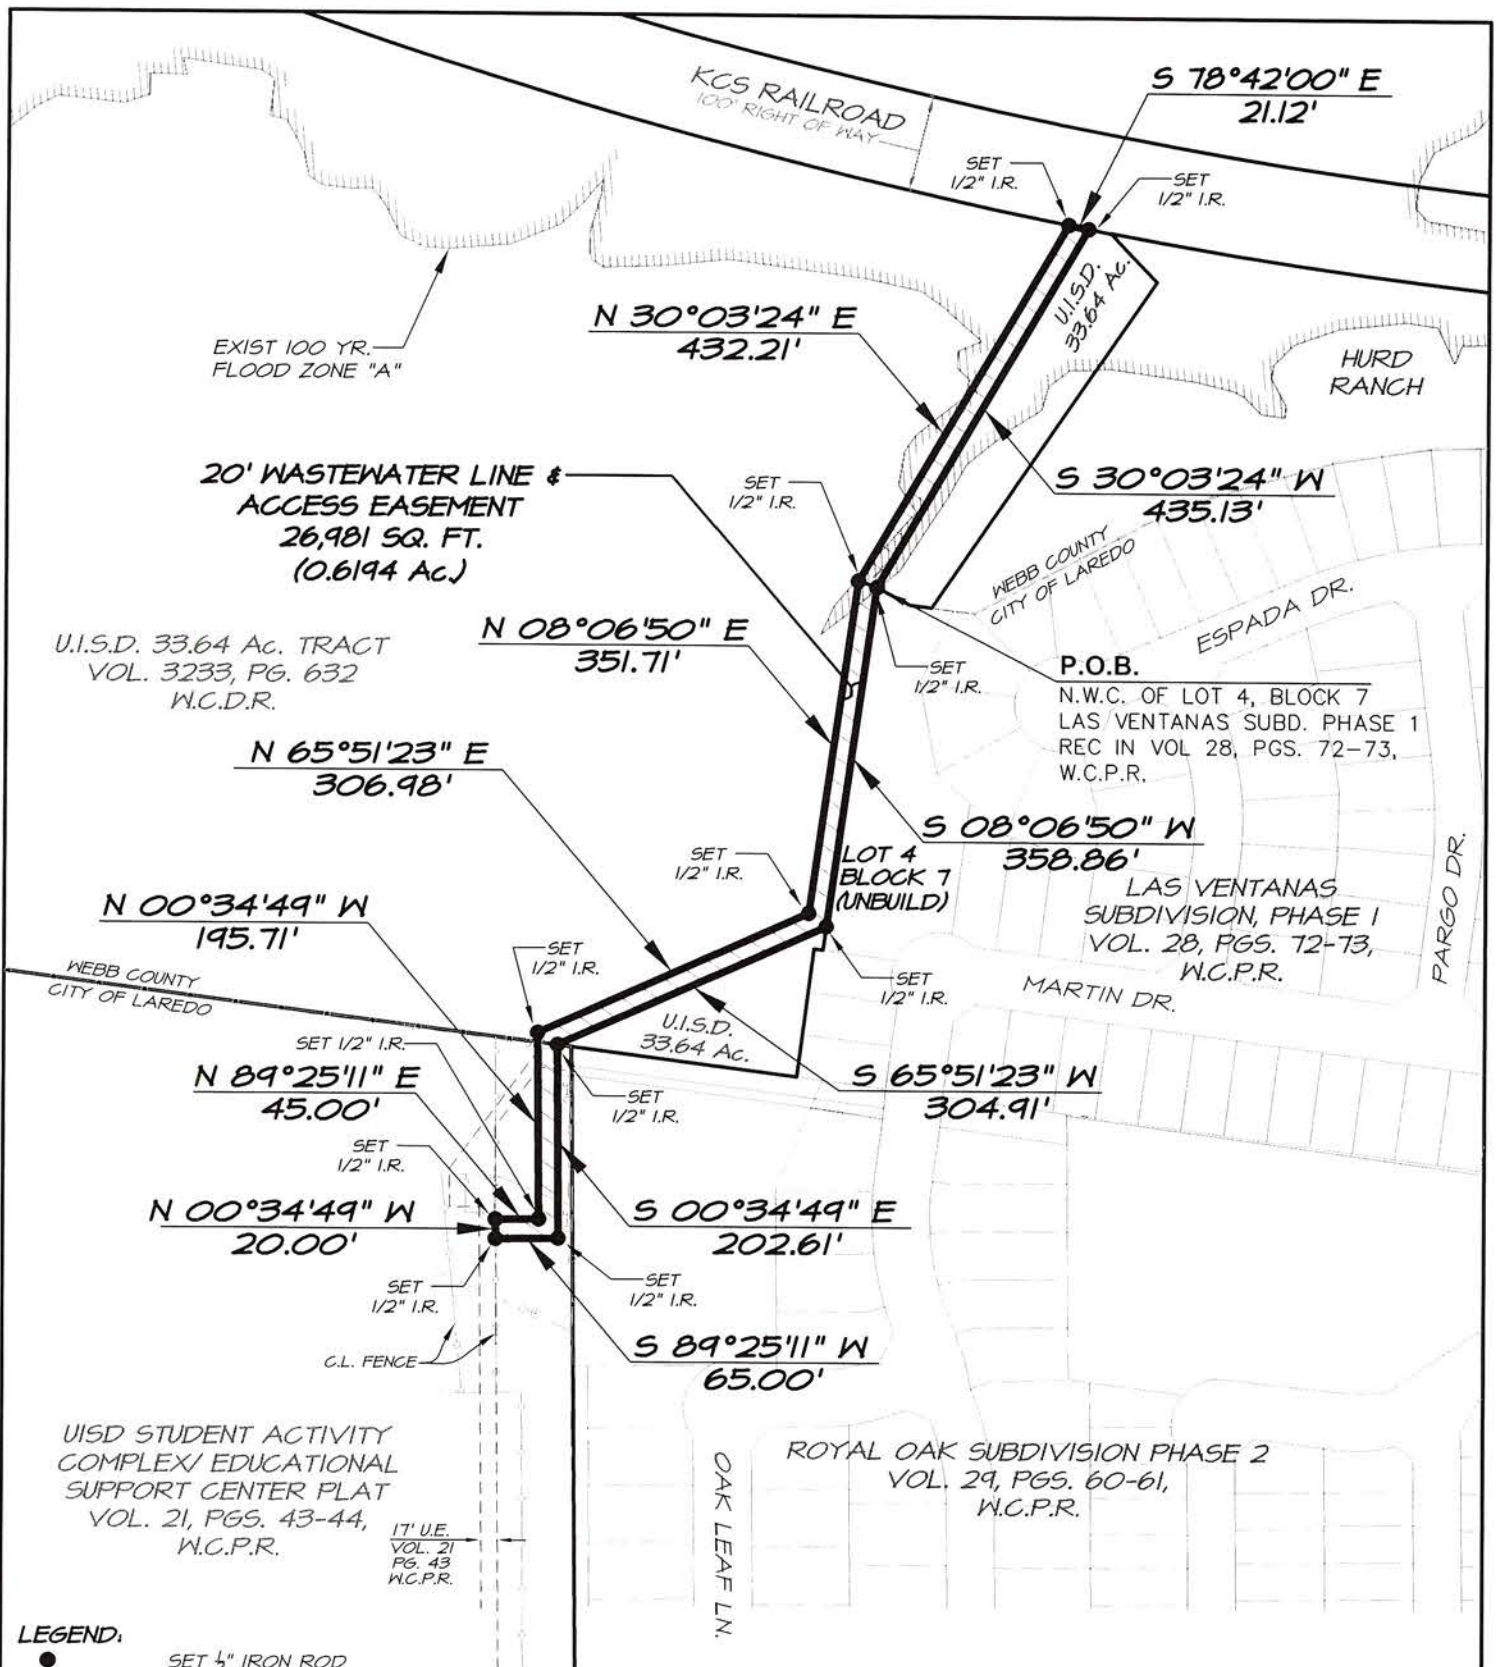 KCS RAILROAD
100' RIGHT OF WAY
S 78°42'00" E
21.12'
SET
1/2" I.R.
SET
1/2" I.R.
U.I.S.D.
33.64 Ac.
N 30°03'24" E
432.21'
EXIST 100 YR.
FLOOD ZONE "A"
HURD
RANCH
20' WASTEWATER LINE &
ACCESS EASEMENT
26,981 SQ. FT.
(0.6194 Ac.)
SET
1/2" I.R.
S 30°03'24" W
435.13'
WEBB COUNTY
CITY OF LAREDO
ESPADA DR.
U.I.S.D. 33.64 Ac. TRACT
VOL. 3233, PG. 632
W.C.D.R.
N 08°06'50" E
351.71'
SET
1/2" I.R.
P.O.B.
N.W.C. OF LOT 4, BLOCK 7
LAS VENTANAS SUBD. PHASE 1
REC IN VOL 28, PGS. 72-73,
W.C.P.R.
N 65°51'23" E
306.98'
S 08°06'50" W
358.86'
SET
1/2" I.R.
LOT 4
BLOCK 7
(UNBUILD)
LAS VENTANAS
SUBDIVISION, PHASE I
VOL. 28, PGS. 72-73,
W.C.P.R.
PARGO DR.
N 00°34'49" W
195.71'
SET
1/2" I.R.
SET
1/2" I.R.
MARTIN DR.
WEBB COUNTY
CITY OF LAREDO
SET 1/2" I.R.
U.I.S.D.
33.64 Ac.
N 89°25'11" E
45.00'
S 65°51'23" W
304.91'
SET
1/2" I.R.
SET
1/2" I.R.
N 00°34'49" W
20.00'
S 00°34'49" E
202.61'
SET
1/2" I.R.
SET
1/2" I.R.
C.L. FENCE
S 89°25'11" W
65.00'
UISD STUDENT ACTIVITY
COMPLEX/ EDUCATIONAL
SUPPORT CENTER PLAT
VOL. 21, PGS. 43-44,
W.C.P.R.
17' U.E.
VOL. 21
PG. 43
W.C.P.R.
OAK LEAF LN.
ROYAL OAK SUBDIVISION PHASE 2
VOL. 29, PGS. 60-61,
W.C.P.R.
LEGEND:
SET ½" IRON ROD